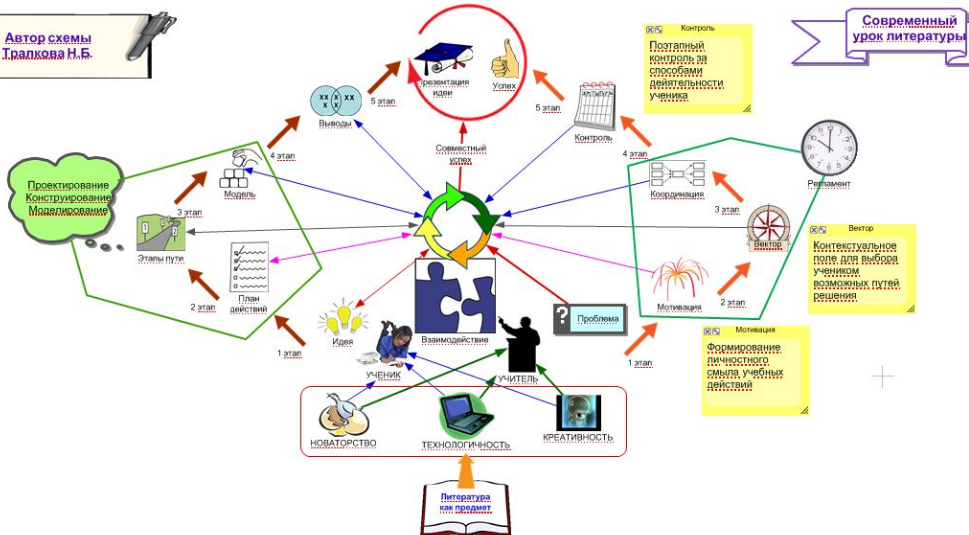 Автор схемы
Тралкова Н.Б.
Современный
урок литературы
Контроль
Поэтапный
контроль за
способами
деятельности
ученика
Презентация
идеи
Успех
5 этап
5 этап
Выводы
Контроль
4 этап
4 этап
Совместный
успех
Регламент
Проектирование
Конструирование
Моделирование
Модель
Координация
3 этап
3 этап
Этапы пути
Вектор
Вектор
Контекстуальное
поле для выбора
учеником
возможных путей
решения
План
действий
2 этап
2 этап
Мотивация
Идея
Взаимодействие
?
Проблема
1 этап
1 этап
Мотивация
Формирование
личностного
смыла учебных
действий
УЧЕНИК
УЧИТЕЛЬ
НОВАТОРСТВО
ТЕХНОЛОГИЧНОСТЬ
КРЕАТИВНОСТЬ
Литература
как предмет